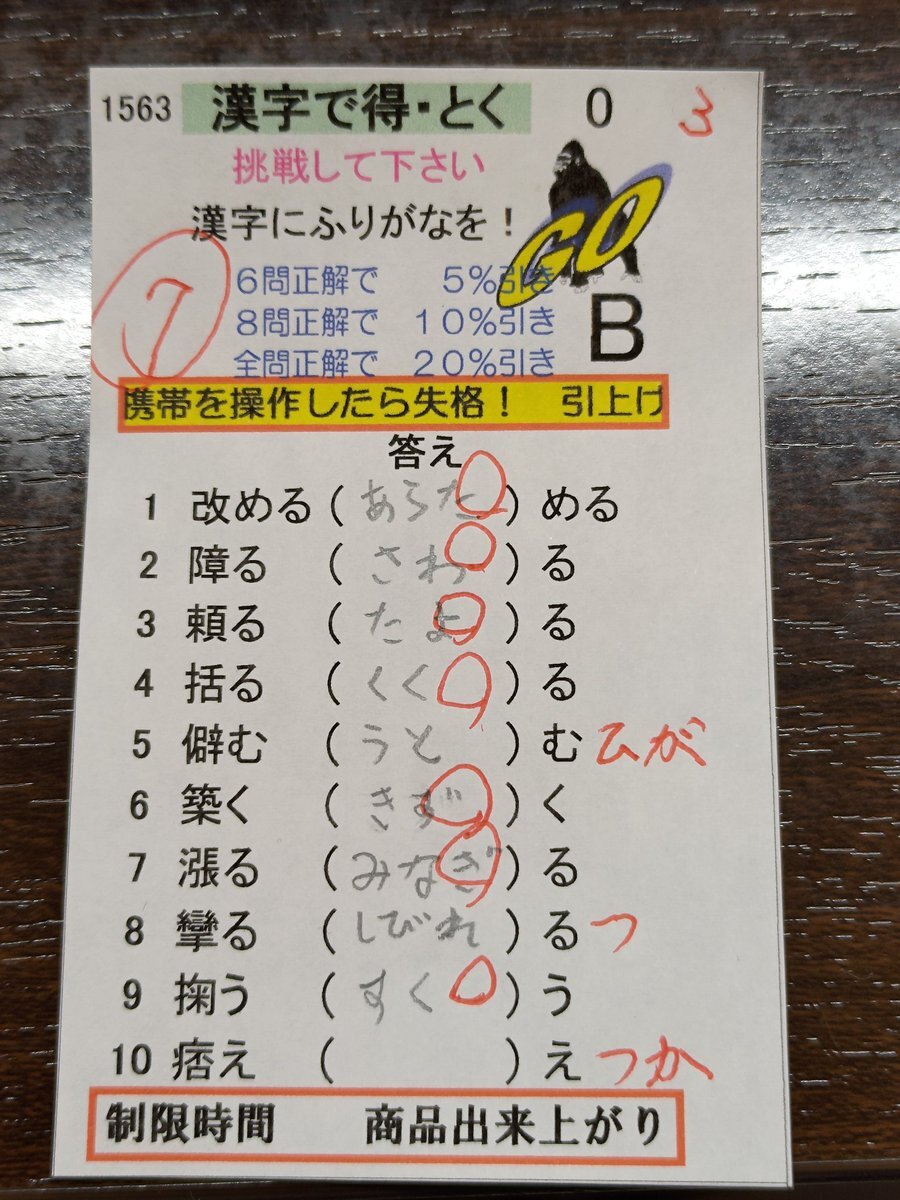 1563 漢字で得・とく 0 3
挑戦して下さい
漢字にふりがなを！
GO
6問正解で 5%引き
8問正解で 10%引き
全問正解で 20%引き
B
7
携帯を操作したら失格！ 引上げ
答え
1 改める (あらた) める
2 障る (さわ) る
3 頼る (たよ) る
4 括る (くく) る
5 僻む (うと) む ひが
6 築く (きず) く
7 漲る (みなぎ) る
8 攣る (しびれ) る つ
9 掬う (すく) う
10 痞え ( ) え つか
制限時間 商品出来上がり